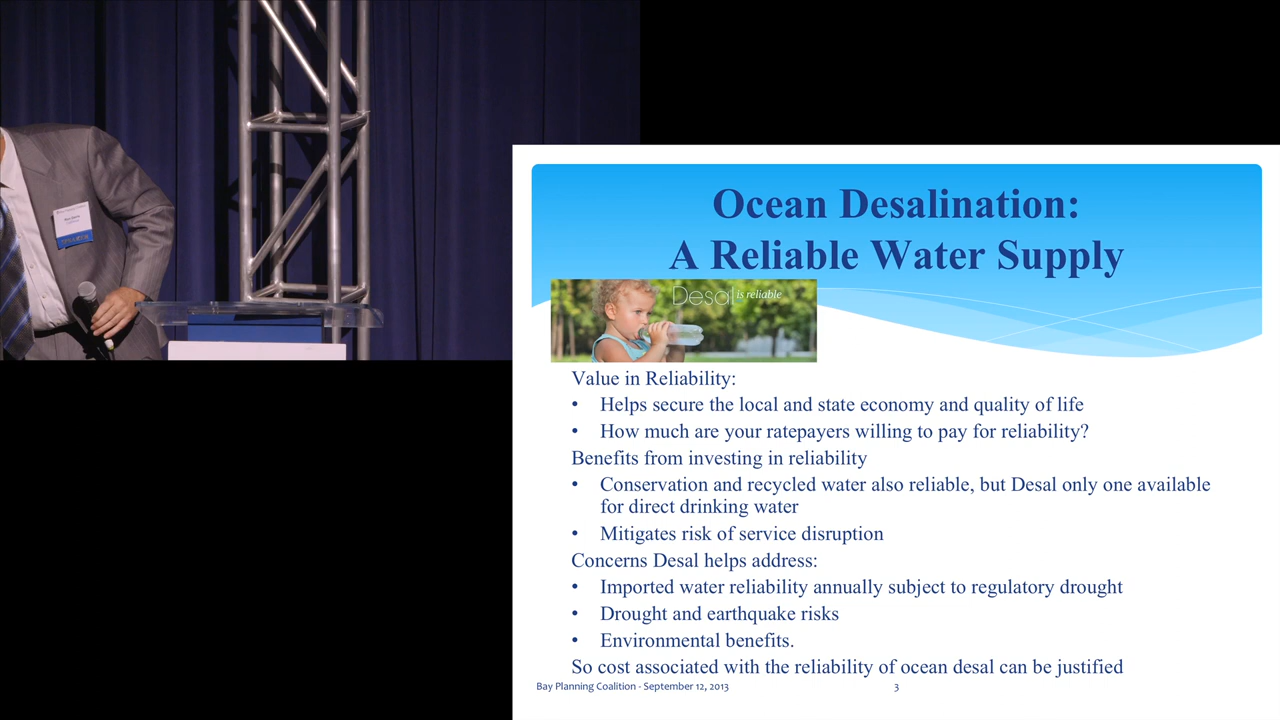 Ocean Desalination:
A Reliable Water Supply
Desal is reliable
Value in Reliability:
• Helps secure the local and state economy and quality of life
• How much are your ratepayers willing to pay for reliability?
Benefits from investing in reliability
• Conservation and recycled water also reliable, but Desal only one available
for direct drinking water
• Mitigates risk of service disruption
Concerns Desal helps address:
• Imported water reliability annually subject to regulatory drought
• Drought and earthquake risks
• Environmental benefits.
So cost associated with the reliability of ocean desal can be justified
Bay Planning Coalition - September 12, 2013
3